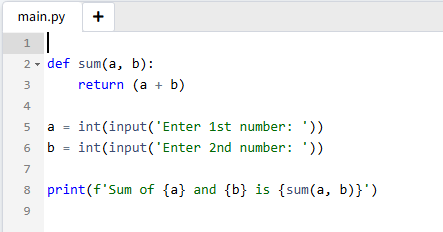 main.py +
1
2 def sum(a, b):
3     return (a + b)
4
5 a = int(input('Enter 1st number: '))
6 b = int(input('Enter 2nd number: '))
7
8 print(f'Sum of {a} and {b} is {sum(a, b)}')
9